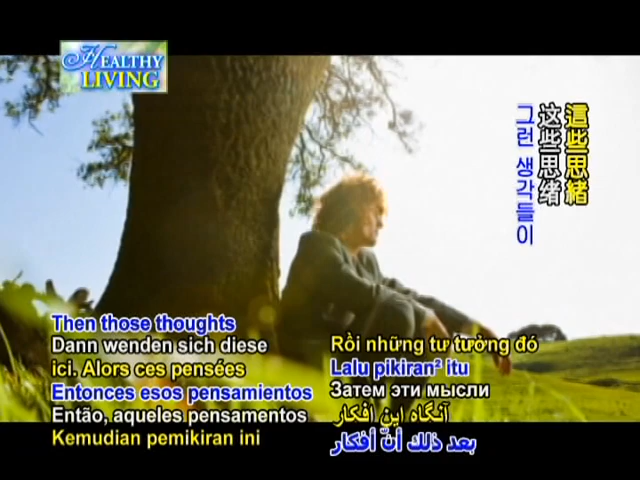 HEALTHY
LIVING
這些思緒
这些思绪
그런 생각들이
Then those thoughts
Dann wenden sich diese
ici. Alors ces pensées
Entonces esos pensamientos
Então, aqueles pensamentos
Kemudian pemikiran ini
Rồi những tư tưởng đó
Lalu pikiran² itu
Затем эти мысли
آنگاه این افکار
بعد ذلك أنّ أفكار